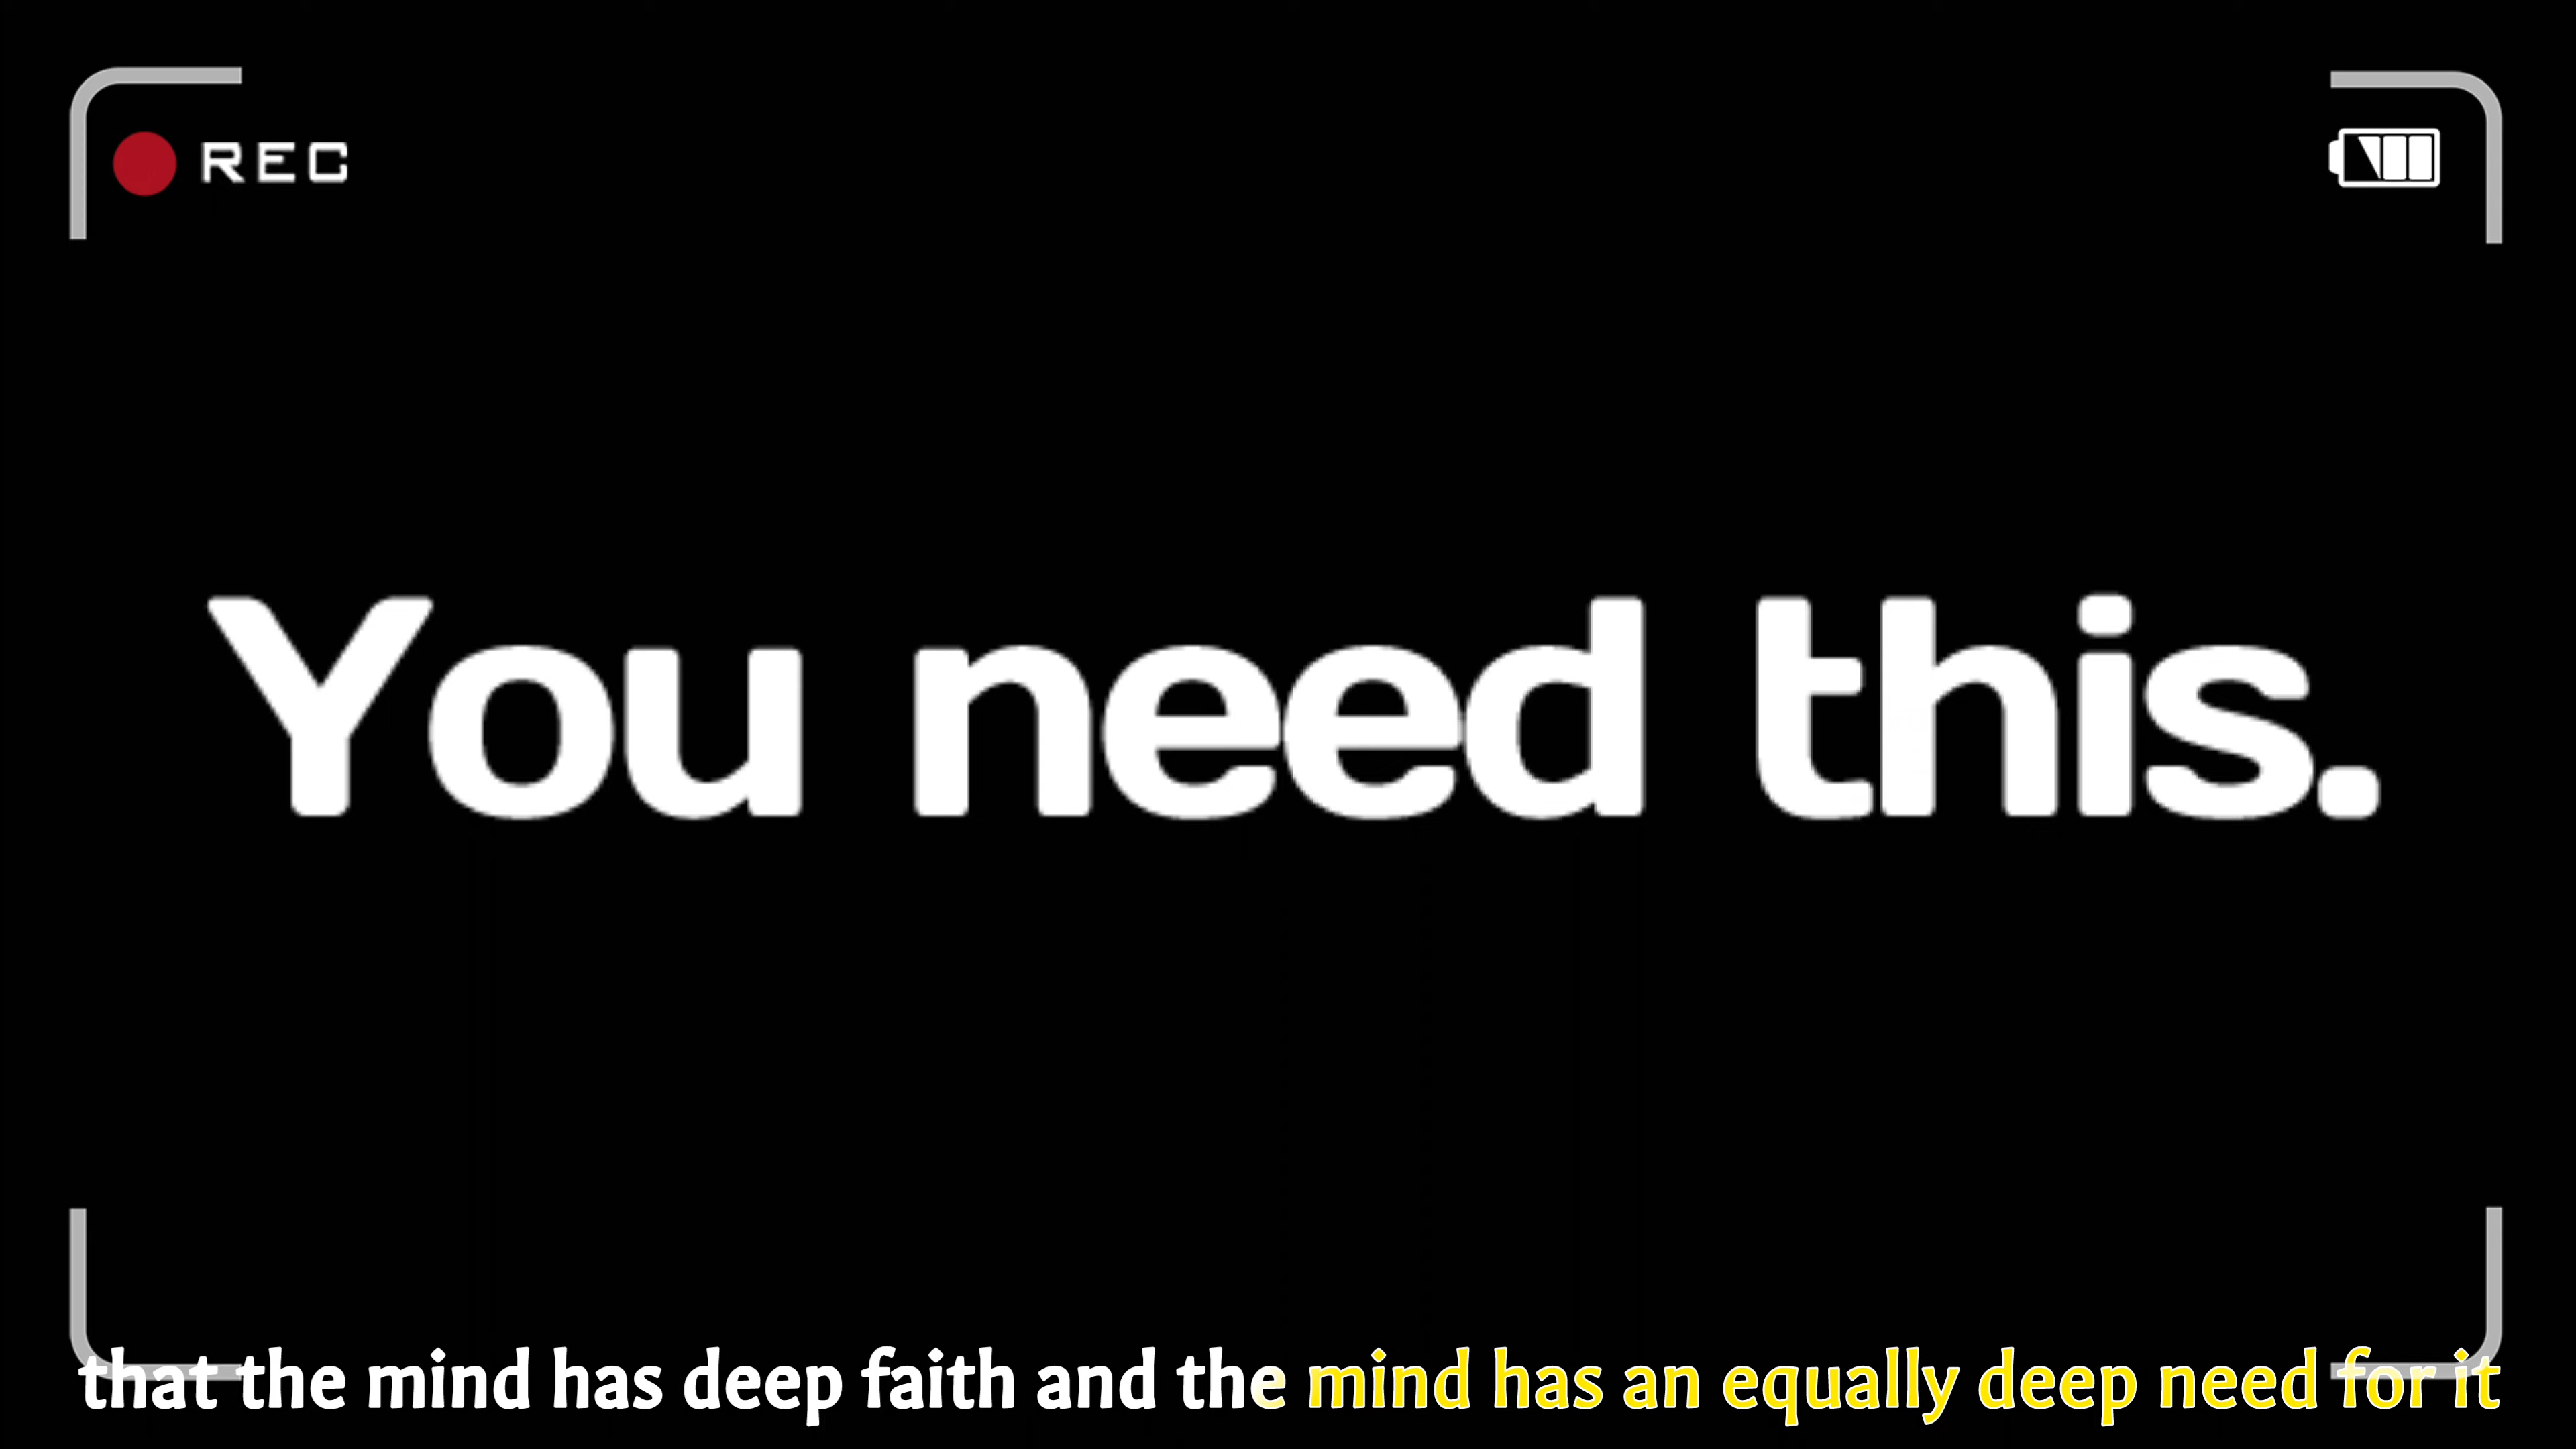 REC
You need this.
that the mind has deep faith and the mind has an equally deep need for it